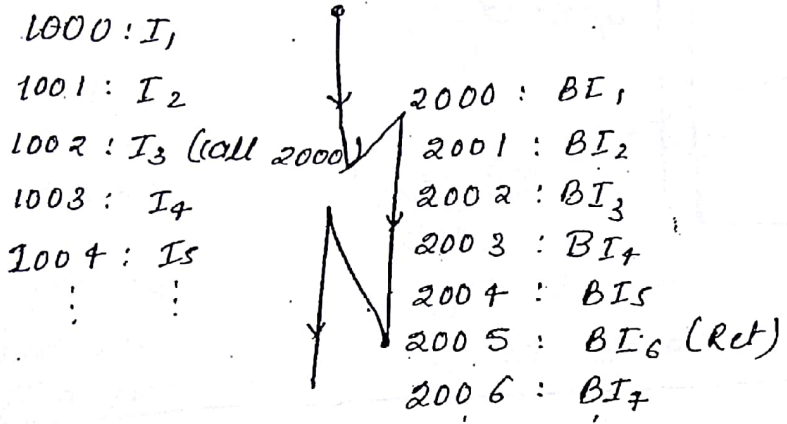 1000 : I1
1001 : I2
1002 : I3 (call 2000)
1003 : I4
1004 : I5
⋮ ⋮
2000 : BI1
2001 : BI2
2002 : BI3
2003 : BI4
2004 : BI5
2005 : BI6 (Ret)
2006 : BI7